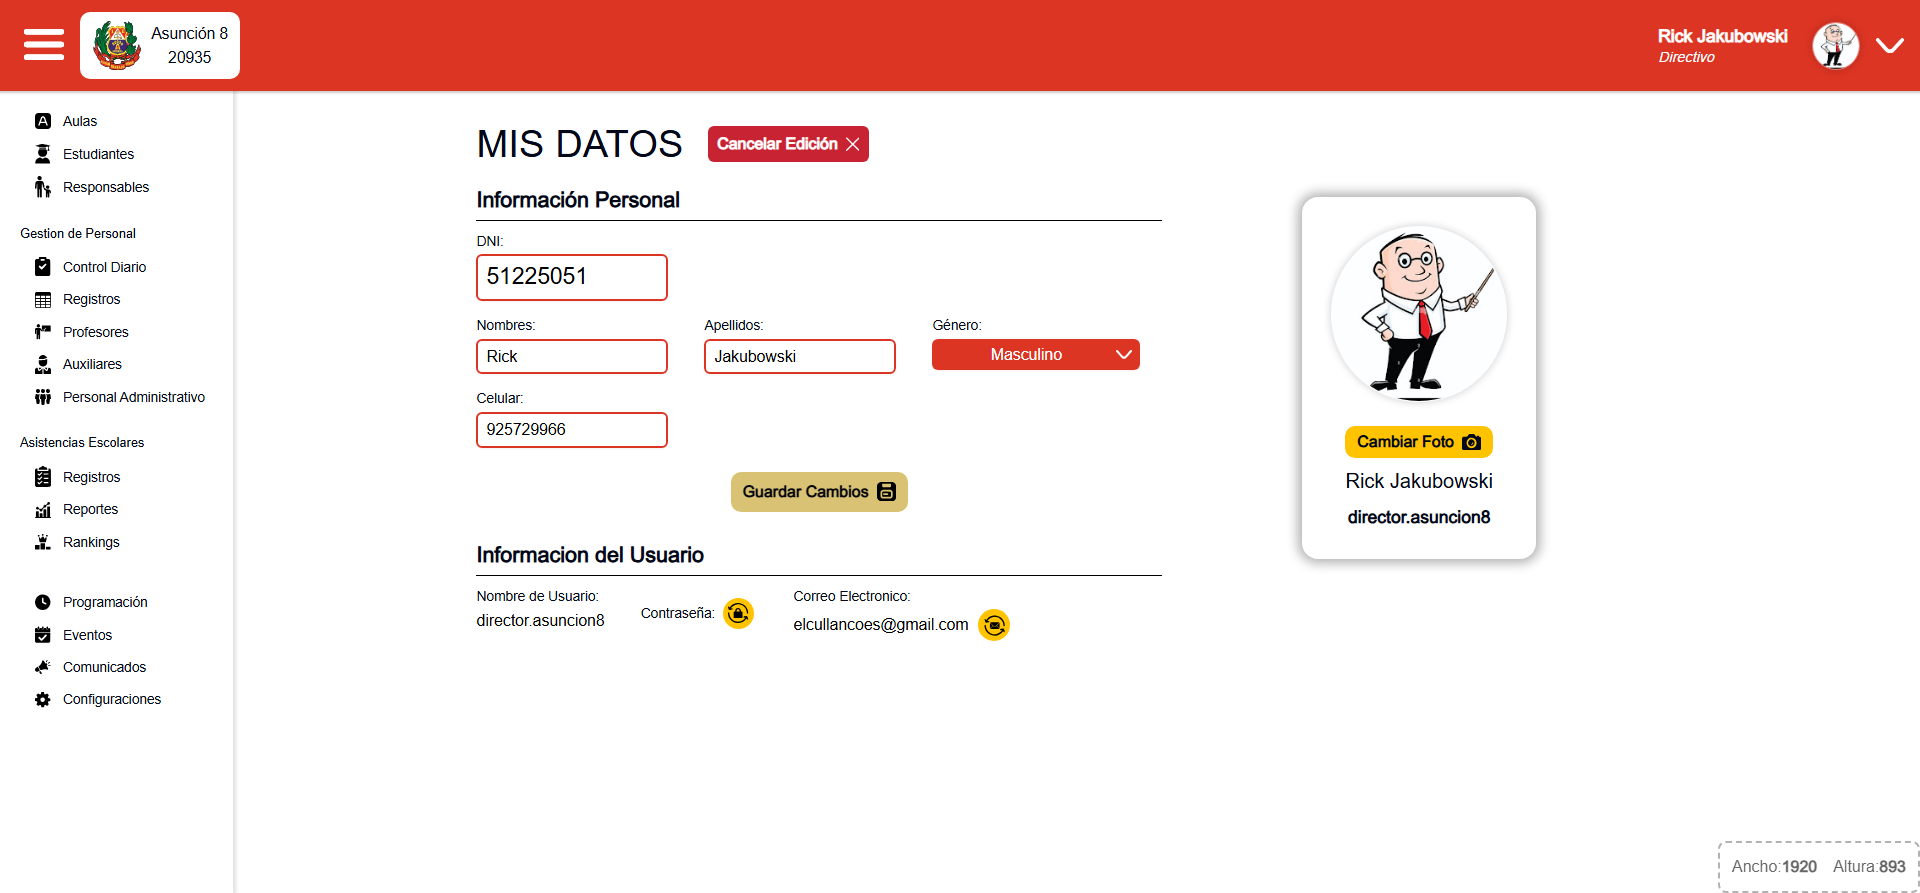 Asunción 8
20935
Rick Jakubowski
Directivo
Aulas
Estudiantes
Responsables
Gestion de Personal
Control Diario
Registros
Profesores
Auxiliares
Personal Administrativo
Asistencias Escolares
Registros
Reportes
Rankings
Programación
Eventos
Comunicados
Configuraciones
MIS DATOS
Cancelar Edición
Información Personal
DNI:
51225051
Nombres: Apellidos: Género:
Rick Jakubowski Masculino
Celular:
925729966
Guardar Cambios
Informacion del Usuario
Nombre de Usuario: Contraseña: Correo Electronico:
director.asuncion8 elcullancoes@gmail.com
Cambiar Foto
Rick Jakubowski
director.asuncion8
Ancho:1920 Altura:893